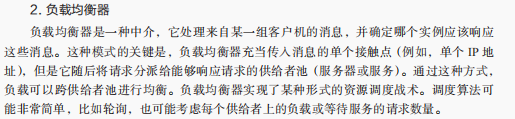 2. 负载均衡器
负载均衡器是一种中介，它处理来自某一组客户机的消息，并确定哪个实例应该响应
这些消息。这种模式的关键是，负载均衡器充当传入消息的单个接触点（例如，单个 IP 地
址），但是它随后将请求分派给能够响应请求的供给者池（服务器或服务）。通过这种方式，
负载可以跨供给者池进行均衡。负载均衡器实现了某种形式的资源调度战术。调度算法可
能非常简单，比如轮询，也可能考虑每个供给者上的负载或等待服务的请求数量。